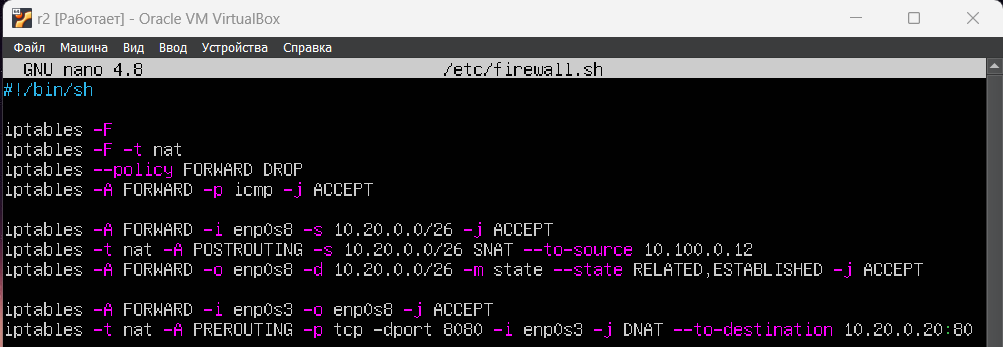 r2 [Работает] - Oracle VM VirtualBox
Файл Машина Вид Ввод Устройства Справка
GNU nano 4.8 /etc/firewall.sh
#!/bin/sh
iptables -F
iptables -F -t nat
iptables --policy FORWARD DROP
iptables -A FORWARD -p icmp -j ACCEPT
iptables -A FORWARD -i enp0s8 -s 10.20.0.0/26 -j ACCEPT
iptables -t nat -A POSTROUTING -s 10.20.0.0/26 SNAT --to-source 10.100.0.12
iptables -A FORWARD -o enp0s8 -d 10.20.0.0/26 -m state --state RELATED,ESTABLISHED -j ACCEPT
iptables -A FORWARD -i enp0s3 -o enp0s8 -j ACCEPT
iptables -t nat -A PREROUTING -p tcp -dport 8080 -i enp0s3 -j DNAT --to-destination 10.20.0.20:80